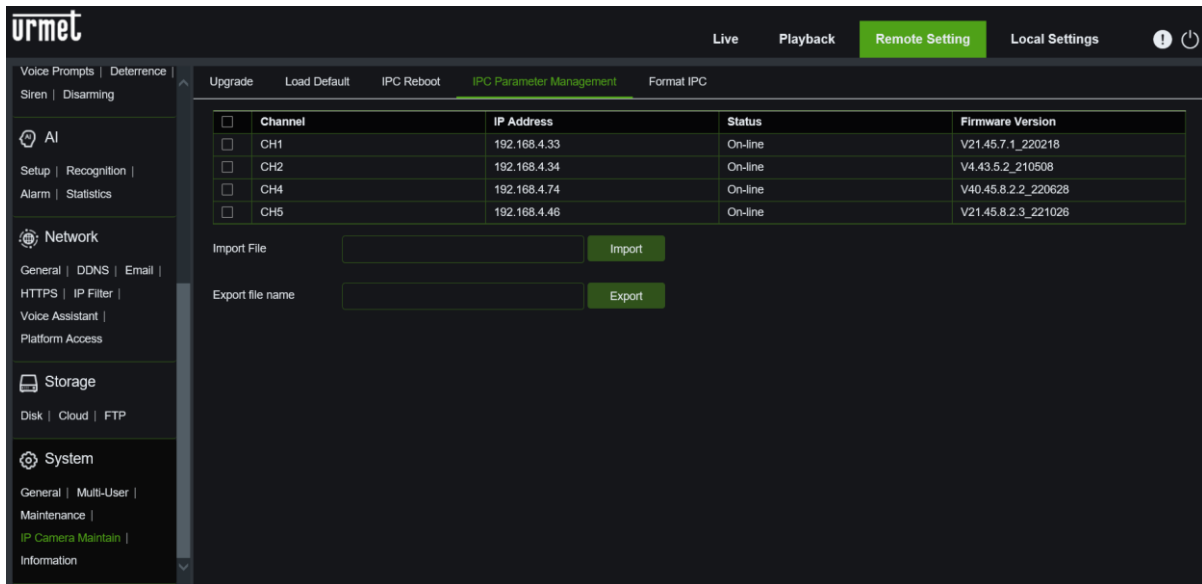 urmet
Live Playback Remote Setting Local Settings
Voice Prompts | Deterrence |
Siren | Disarming
AI
Setup | Recognition |
Alarm | Statistics
Network
General | DDNS | Email |
HTTPS | IP Filter |
Voice Assistant |
Platform Access
Storage
Disk | Cloud | FTP
System
General | Multi-User |
Maintenance |
IP Camera Maintain |
Information
Upgrade Load Default IPC Reboot IPC Parameter Management Format IPC
Channel IP Address Status Firmware Version
CH1 192.168.4.33 On-line V21.45.7.1_220218
CH2 192.168.4.34 On-line V4.43.5.2_210508
CH4 192.168.4.74 On-line V40.45.8.2.2_220628
CH5 192.168.4.46 On-line V21.45.8.2.3_221026
Import File Import
Export file name Export